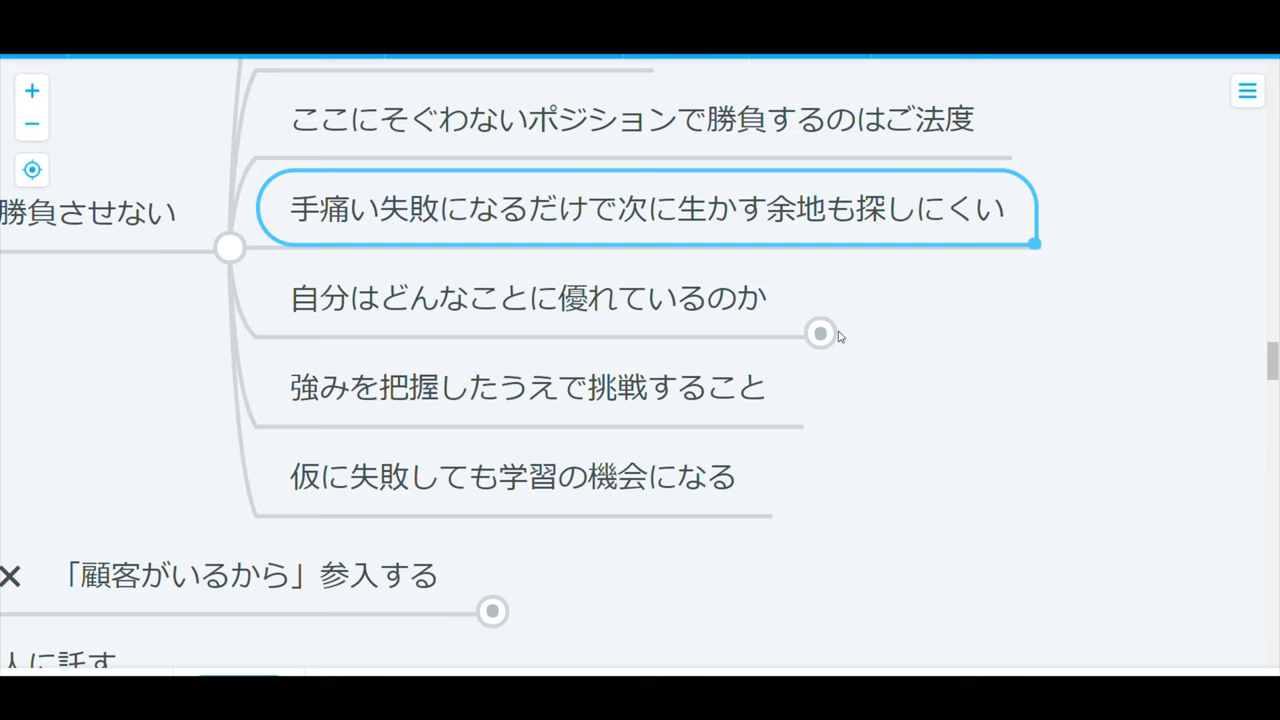 ここにそぐわないポジションで勝負するのはご法度
手痛い失敗になるだけで次に生かす余地も探しにくい
勝負させない
自分はどんなことに優れているのか
強みを把握したうえで挑戦すること
仮に失敗しても学習の機会になる
✕ 「顧客がいるから」参入する
人に託す